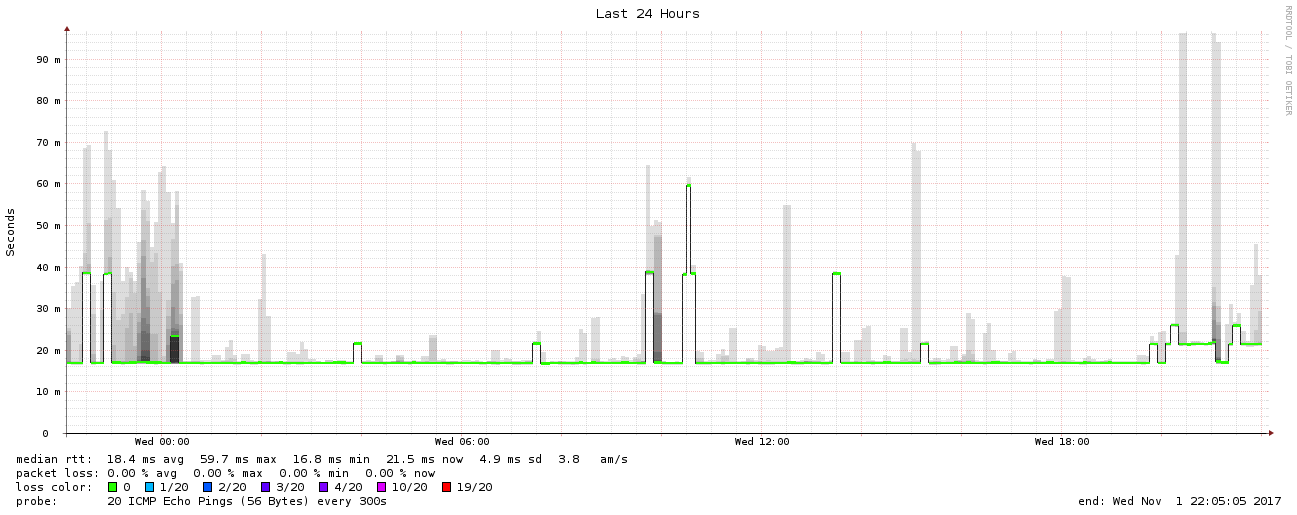 Last 24 Hours
RRDTOOL / TOBI OETIKER
Seconds
90 m
80 m
70 m
60 m
50 m
40 m
30 m
20 m
10 m
0
Wed 00:00 Wed 06:00 Wed 12:00 Wed 18:00
median rtt: 18.4 ms avg 59.7 ms max 16.8 ms min 21.5 ms now 4.9 ms sd 3.8 am/s
packet loss: 0.00 % avg 0.00 % max 0.00 % min 0.00 % now
loss color: 0 1/20 2/20 3/20 4/20 10/20 19/20
probe: 20 ICMP Echo Pings (56 Bytes) every 300s end: Wed Nov 1 22:05:05 2017